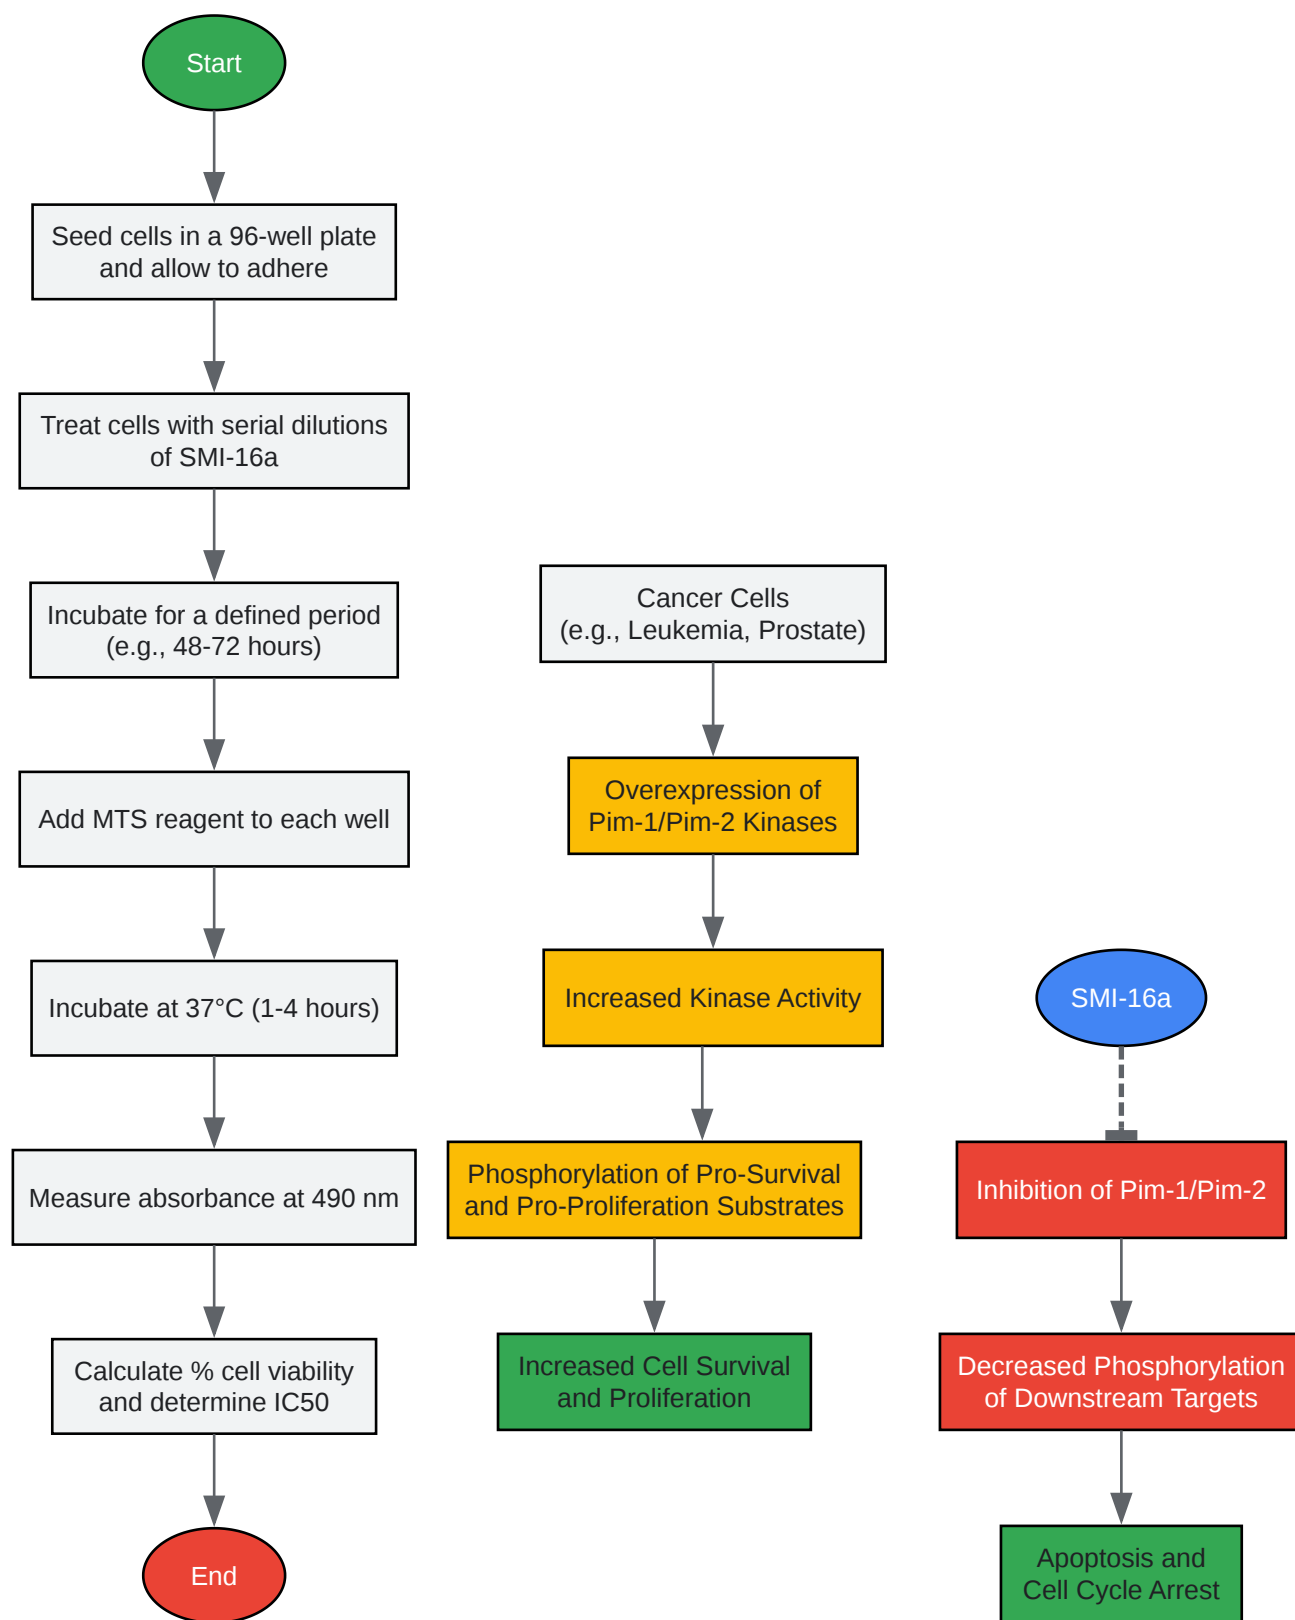 Start
Seed cells in a 96-well plate
and allow to adhere
Treat cells with serial dilutions
of SMI-16a
Incubate for a defined period
(e.g., 48-72 hours)
Add MTS reagent to each well
Incubate at 37°C (1-4 hours)
Measure absorbance at 490 nm
Calculate % cell viability
and determine IC50
End
Cancer Cells
(e.g., Leukemia, Prostate)
Overexpression of
Pim-1/Pim-2 Kinases
Increased Kinase Activity
Phosphorylation of Pro-Survival
and Pro-Proliferation Substrates
Increased Cell Survival
and Proliferation
SMI-16a
Inhibition of Pim-1/Pim-2
Decreased Phosphorylation
of Downstream Targets
Apoptosis and
Cell Cycle Arrest